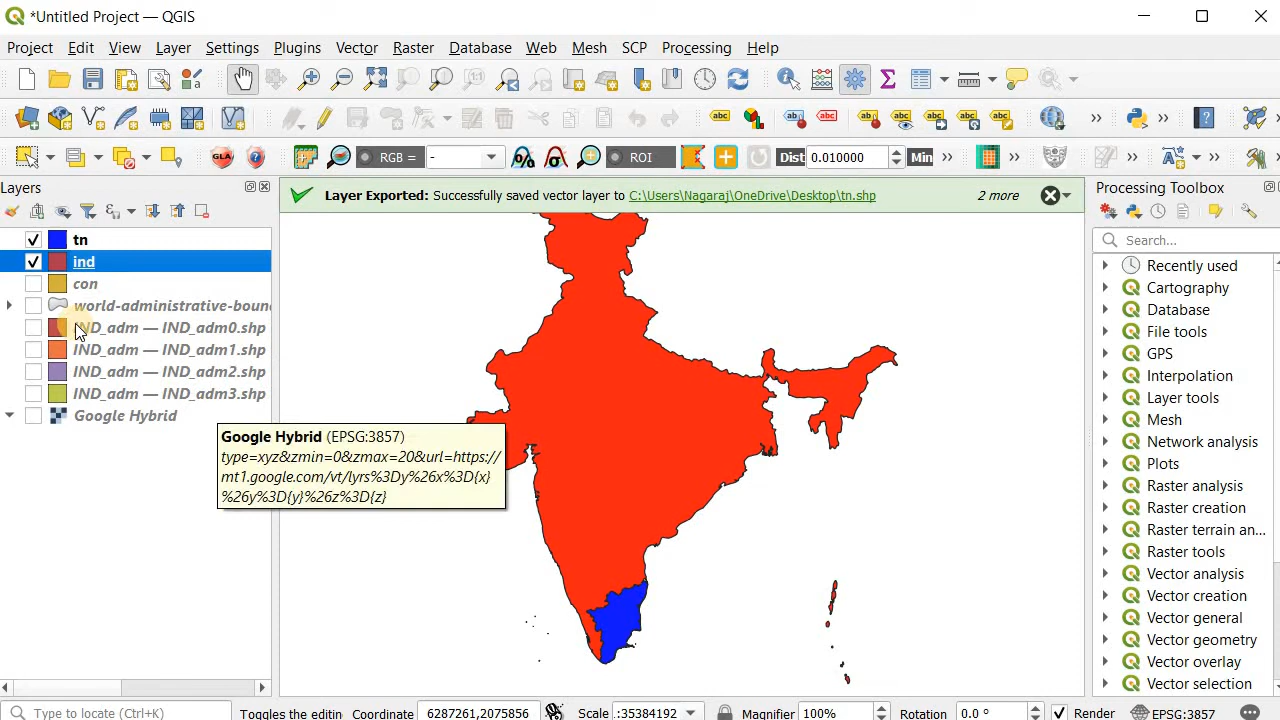 *Untitled Project — QGIS
Project Edit View Layer Settings Plugins Vector Raster Database Web Mesh SCP Processing Help
RGB = - ROI Dist 0.010000 Min
Layers
Layer Exported: Successfully saved vector layer to C:\Users\Nagaraj\OneDrive\Desktop\tn.shp 2 more
Processing Toolbox
Search...
tn
ind
con
world-administrative-boun
IND_adm — IND_adm0.shp
IND_adm — IND_adm1.shp
IND_adm — IND_adm2.shp
IND_adm — IND_adm3.shp
Google Hybrid
Google Hybrid (EPSG:3857)
type=xyz&zmin=0&zmax=20&url=https://
mt1.google.com/vt/lyrs%3Dy%26x%3D{x}
%26y%3D{y}%26z%3D{z}
Recently used
Cartography
Database
File tools
GPS
Interpolation
Layer tools
Mesh
Network analysis
Plots
Raster analysis
Raster creation
Raster terrain an...
Raster tools
Vector analysis
Vector creation
Vector general
Vector geometry
Vector overlay
Vector selection
Type to locate (Ctrl+K) Toggles the editin Coordinate 6287261,2075856 Scale :35384192 Magnifier 100% Rotation 0.0 ° Render EPSG:3857